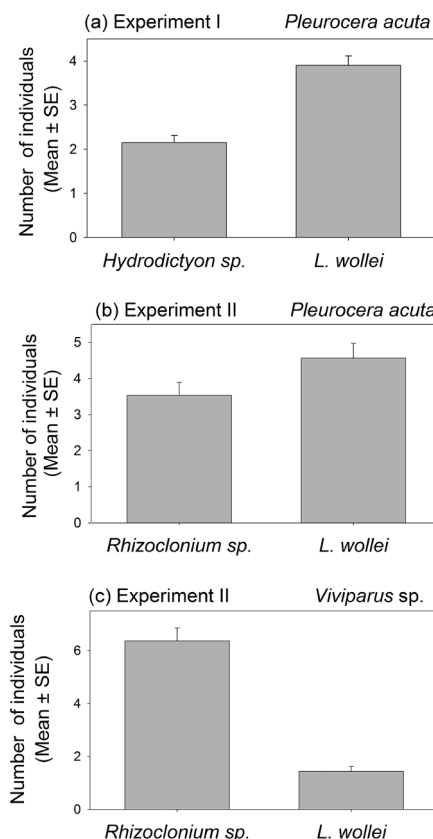 (a) Experiment I Pleurocera acuta
Number of individuals
(Mean ± SE)
4
3
2
1
0
Hydrodictyon sp. L. wollei
(b) Experiment II Pleurocera acuta
Number of individuals
(Mean ± SE)
5
4
3
2
1
0
Rhizoclonium sp. L. wollei
(c) Experiment II Viviparus sp.
Number of individuals
(Mean ± SE)
6
4
2
0
Rhizoclonium sp. L. wollei